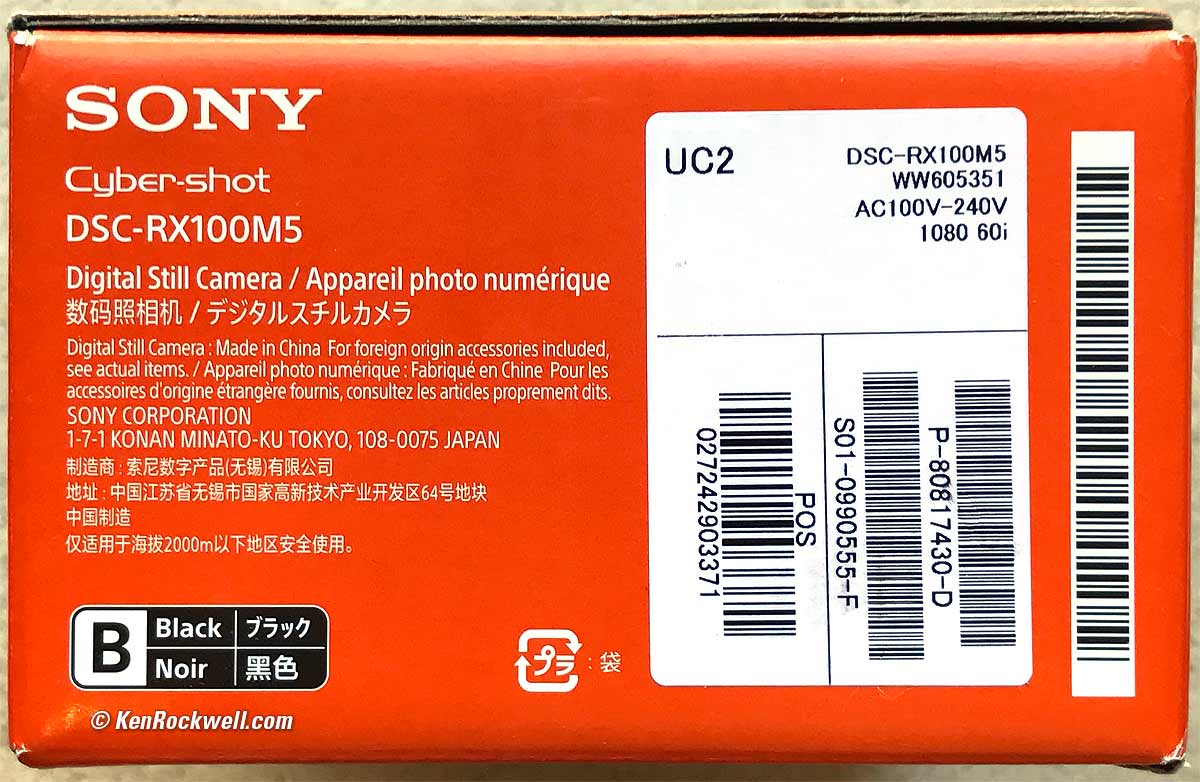 SONY
Cyber-shot
DSC-RX100M5
Digital Still Camera / Appareil photo numérique
数码照相机 / デジタルスチルカメラ
Digital Still Camera : Made in China For foreign origin accessories included,
see actual items. / Appareil photo numérique : Fabriqué en Chine Pour les
accessoires d'origine étrangère fournis, consultez les articles proprement dits.
SONY CORPORATION
1-7-1 KONAN MINATO-KU TOKYO, 108-0075 JAPAN
制造商 : 索尼数字产品(无锡)有限公司
地址 : 中国江苏省无锡市国家高新技术产业开发区64号地块
中国制造
仅适用于海拔2000m以下地区安全使用。
B
Black ブラック
Noir 黑色
プラ : 袋
© KenRockwell.com
UC2
DSC-RX100M5
WW605351
AC100V-240V
1080 60i
027242903371
POS
S01-0990555-F
P-80817430-D